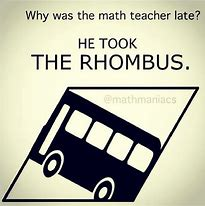 Why was the math teacher late?
HE TOOK
THE RHOMBUS.
@mathmaniacs